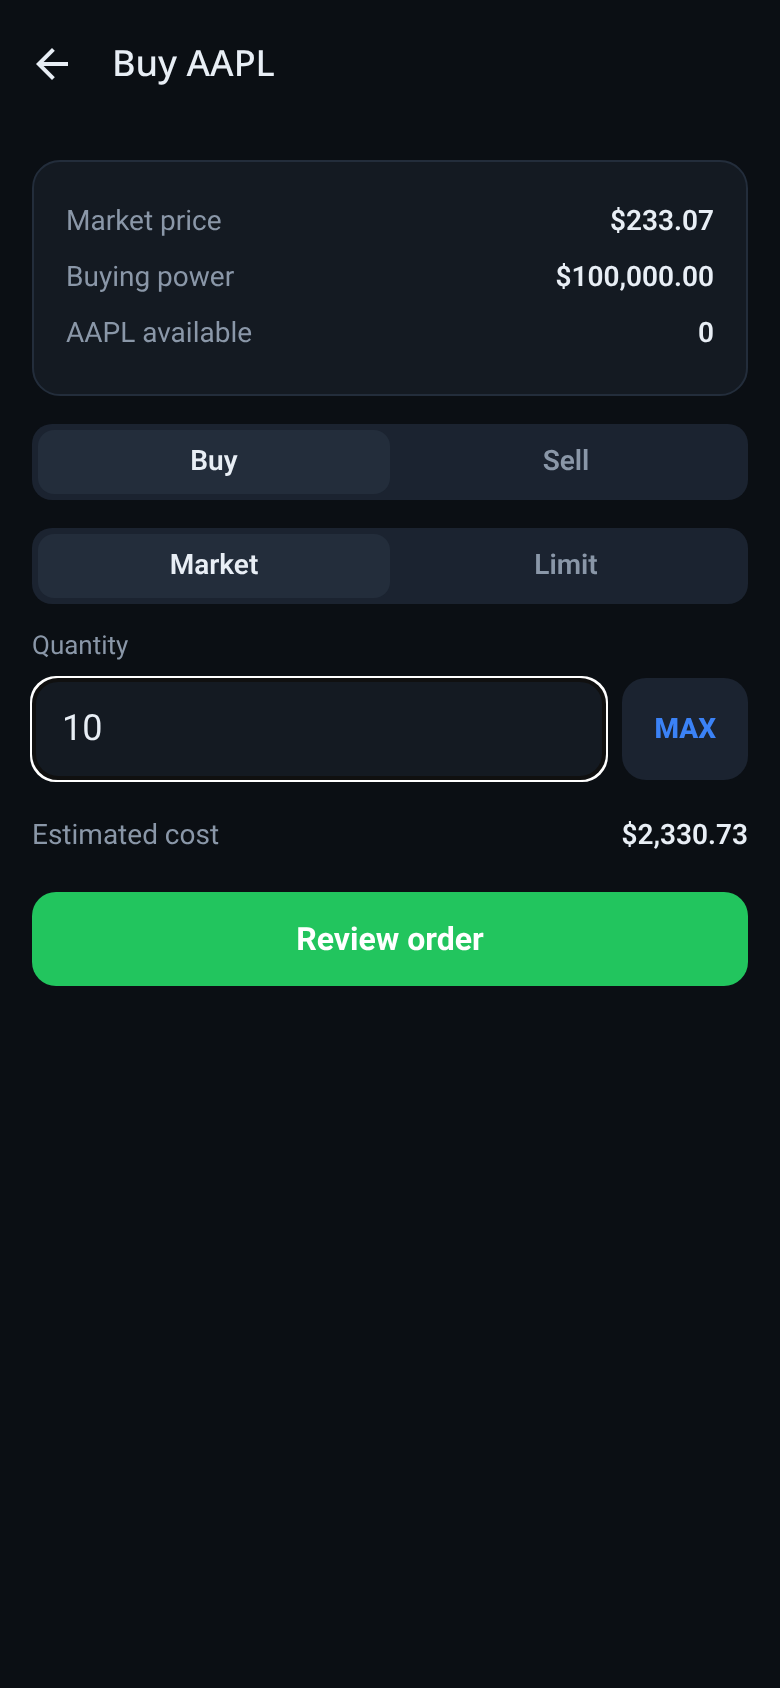 Buy AAPL
Market price $233.07
Buying power $100,000.00
AAPL available 0
Buy Sell
Market Limit
Quantity
10 MAX
Estimated cost $2,330.73
Review order